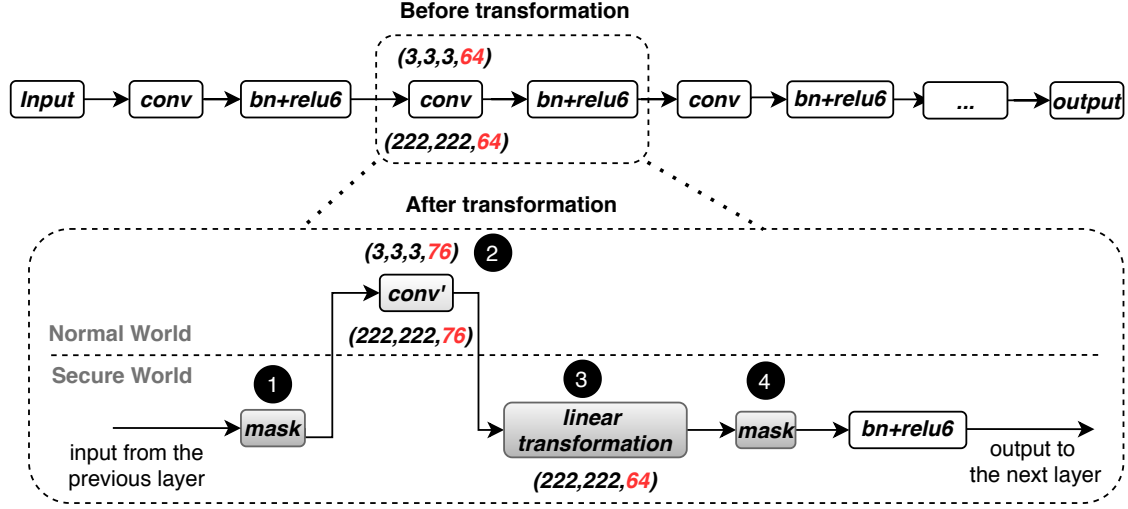 Before transformation
(3,3,3,64)
Input
conv
bn+relu6
conv
bn+relu6
conv
bn+relu6
...
output
(222,222,64)
After transformation
(3,3,3,76)
2
conv'
(222,222,76)
Normal World
Secure World
1
3
4
mask
linear
transformation
mask
bn+relu6
input from the
previous layer
output to
the next layer
(222,222,64)